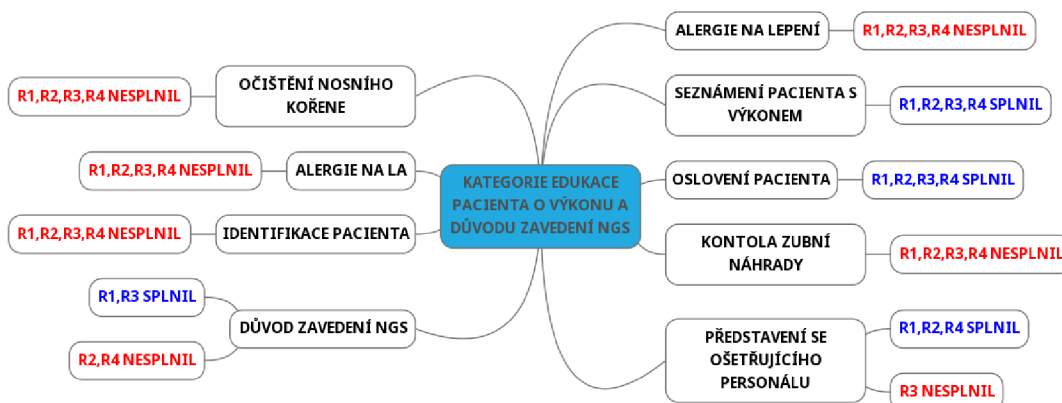 ALERGIE NA LEPENÍ
R1,R2,R3,R4 NESPLNIL
OČIŠTĚNÍ NOSNÍHO
KOŘENE
R1,R2,R3,R4 NESPLNIL
SEZNÁMENÍ PACIENTA S
VÝKONEM
R1,R2,R3,R4 SPLNIL
ALERGIE NA LA
R1,R2,R3,R4 NESPLNIL
KATEGORIE EDUKACE
PACIENTA O VÝKONU A
DŮVODU ZAVEDENÍ NGS
OSLOVENÍ PACIENTA
R1,R2,R3,R4 SPLNIL
IDENTIFIKACE PACIENTA
R1,R2,R3,R4 NESPLNIL
KONTOLA ZUBNÍ
NÁHRADY
R1,R2,R3,R4 NESPLNIL
DŮVOD ZAVEDENÍ NGS
R1,R3 SPLNIL
R2,R4 NESPLNIL
PŘEDSTAVENÍ SE
OŠETŘUJÍCÍHO
PERSONÁLU
R1,R2,R4 SPLNIL
R3 NESPLNIL